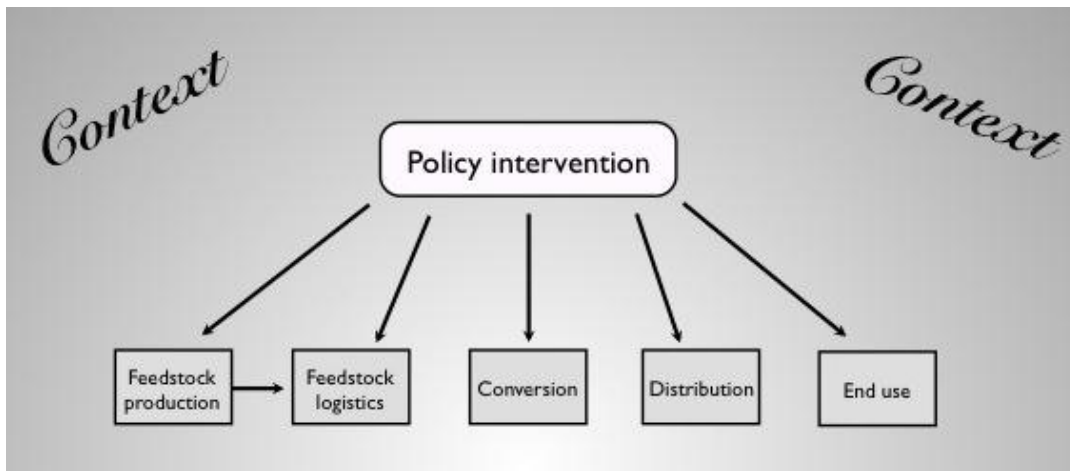 Context
Context
Policy intervention
Feedstock
production
Feedstock
logistics
Conversion
Distribution
End use